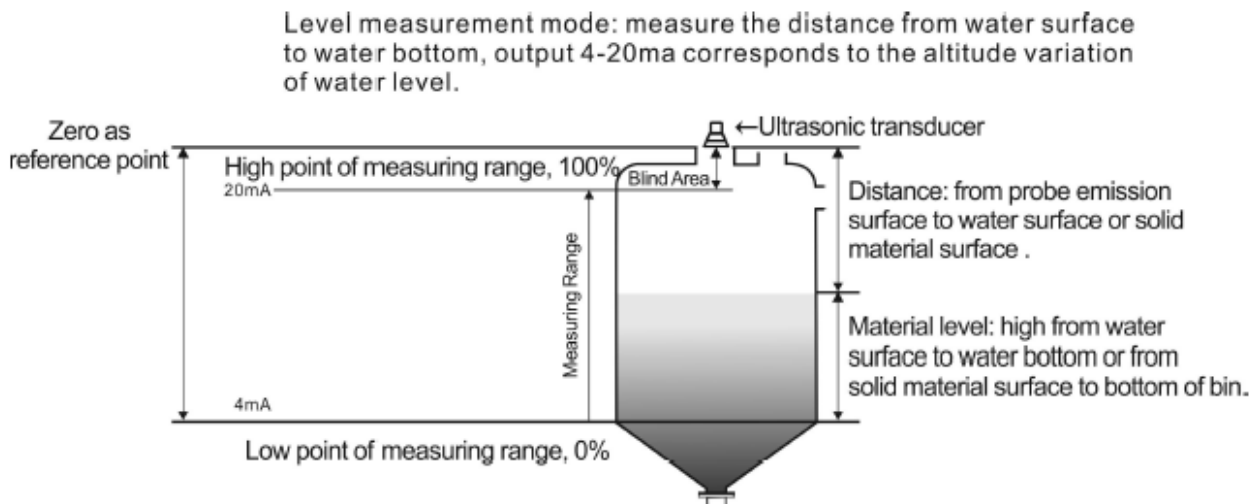 Level measurement mode: measure the distance from water surface
to water bottom, output 4-20ma corresponds to the altitude variation
of water level.
Zero as
reference point
←Ultrasonic transducer
High point of measuring range, 100%
Blind Area
20mA
Distance: from probe emission
surface to water surface or solid
material surface .
Measuring Range
Material level: high from water
surface to water bottom or from
solid material surface to bottom of bin.
4mA
Low point of measuring range, 0%